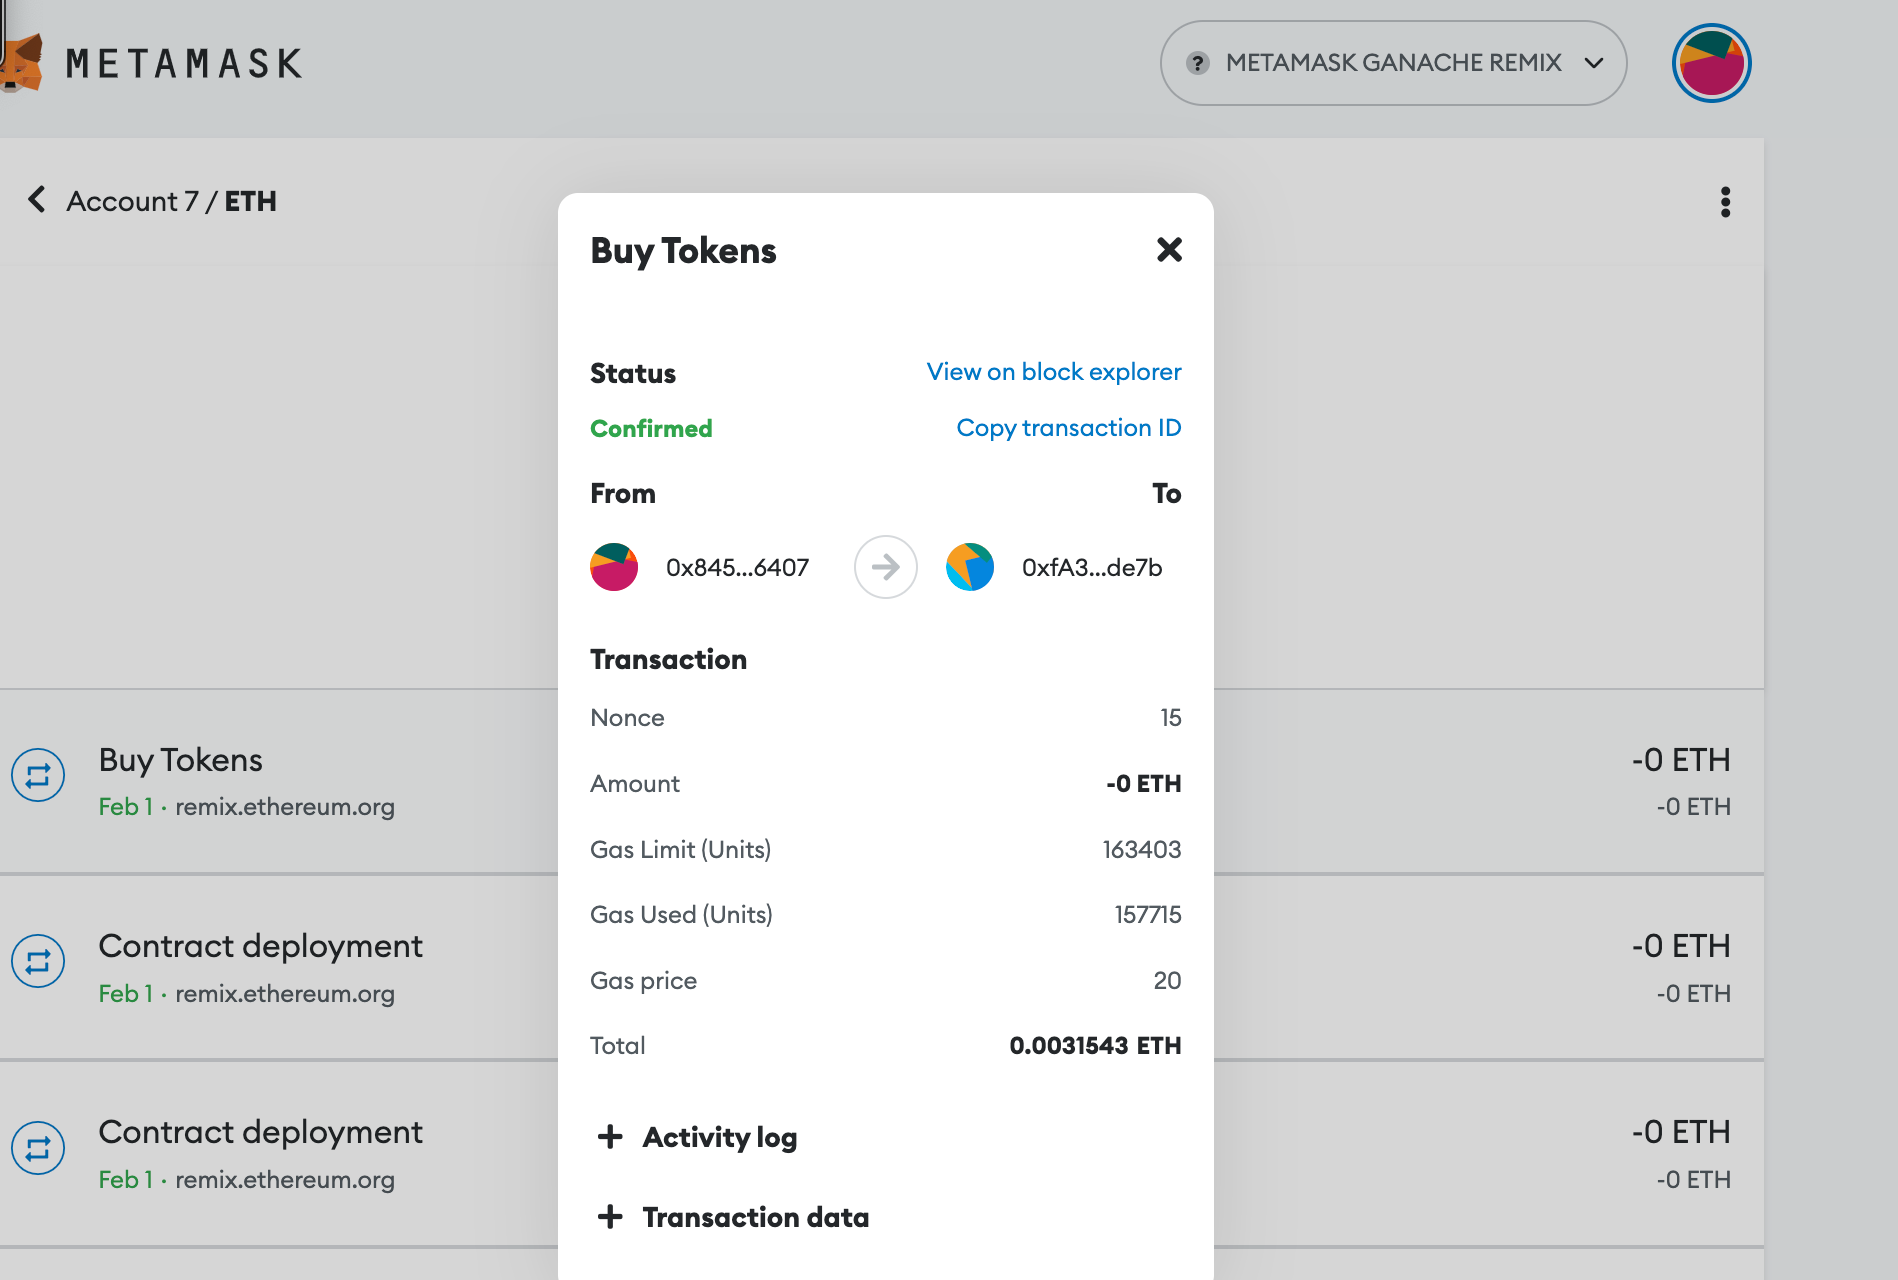 METAMASK
? METAMASK GANACHE REMIX
Account 7 / ETH
Buy Tokens
Status View on block explorer
Confirmed Copy transaction ID
From To
0x845...6407 0xfA3...de7b
Transaction
Nonce 15
Amount -0 ETH
Gas Limit (Units) 163403
Gas Used (Units) 157715
Gas price 20
Total 0.0031543 ETH
+ Activity log
+ Transaction data
Buy Tokens -0 ETH
Feb 1 · remix.ethereum.org -0 ETH
Contract deployment -0 ETH
Feb 1 · remix.ethereum.org -0 ETH
Contract deployment -0 ETH
Feb 1 · remix.ethereum.org -0 ETH